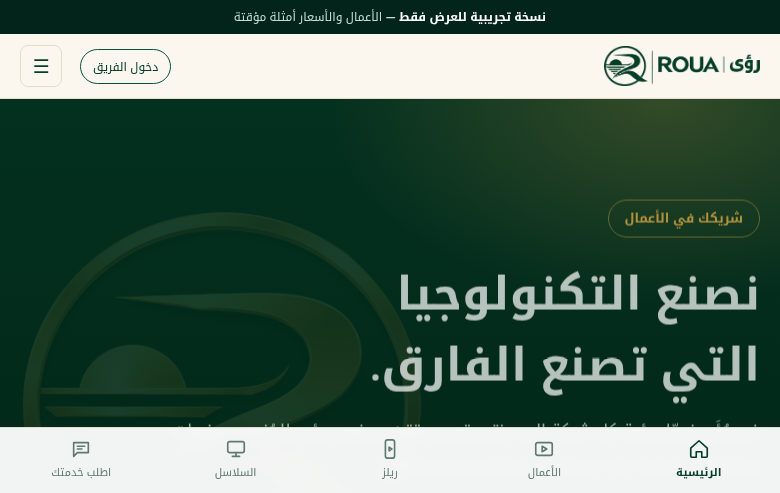 نسخة تجريبية للعرض فقط — الأعمال والأسعار أمثلة مؤقتة
رؤى | ROUA
دخول الفريق
شريكك في الأعمال
نصنع التكنولوجيا
التي تصنع الفارق.
الرئيسية
الأعمال
ريلز
السلاسل
اطلب خدمتك